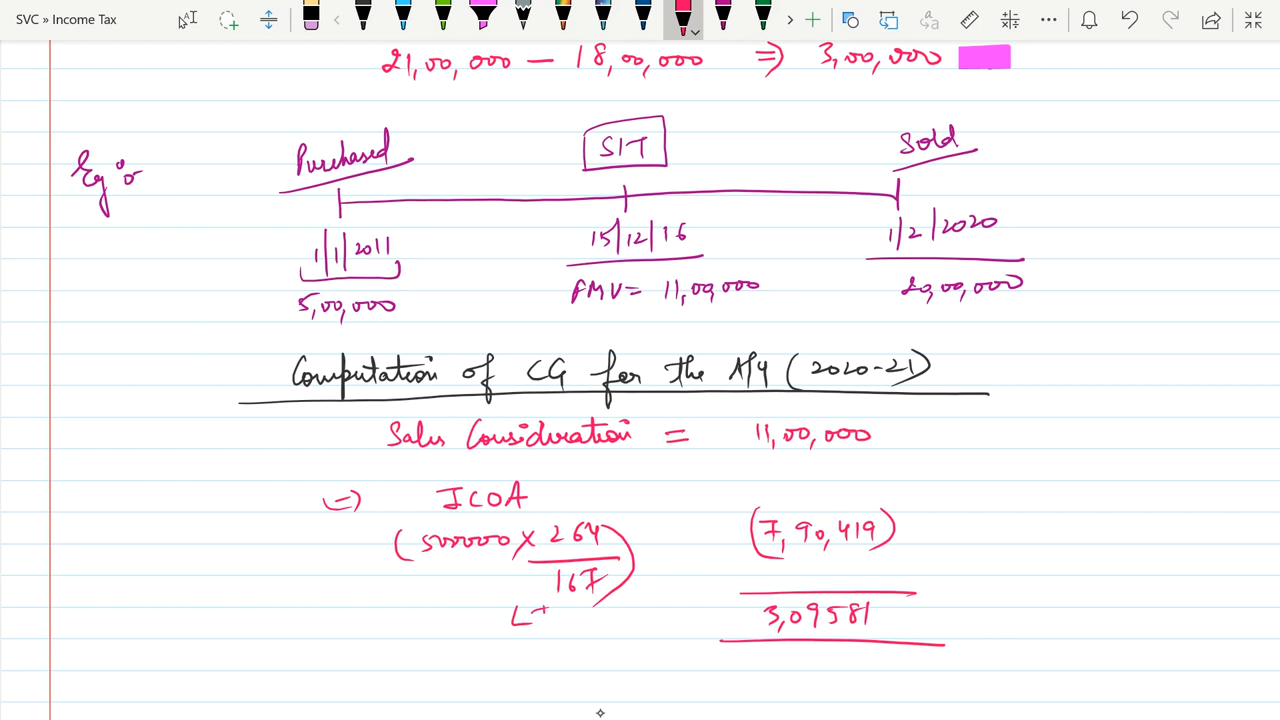 SVC » Income Tax
21,00,000 — 18,00,000 ⇒ 3,00,000
Eg :-
Purchased SIT Sold
1/1/2011 15/12/16 1/2/2020
5,00,000 FMV = 11,00,000 20,00,000
Computation of CG for the A/Y (2020-21)
Sales Consideration = 11,00,000
⇒ ICOA
(500000 × 264 (7,90,419)
167)
3,09581